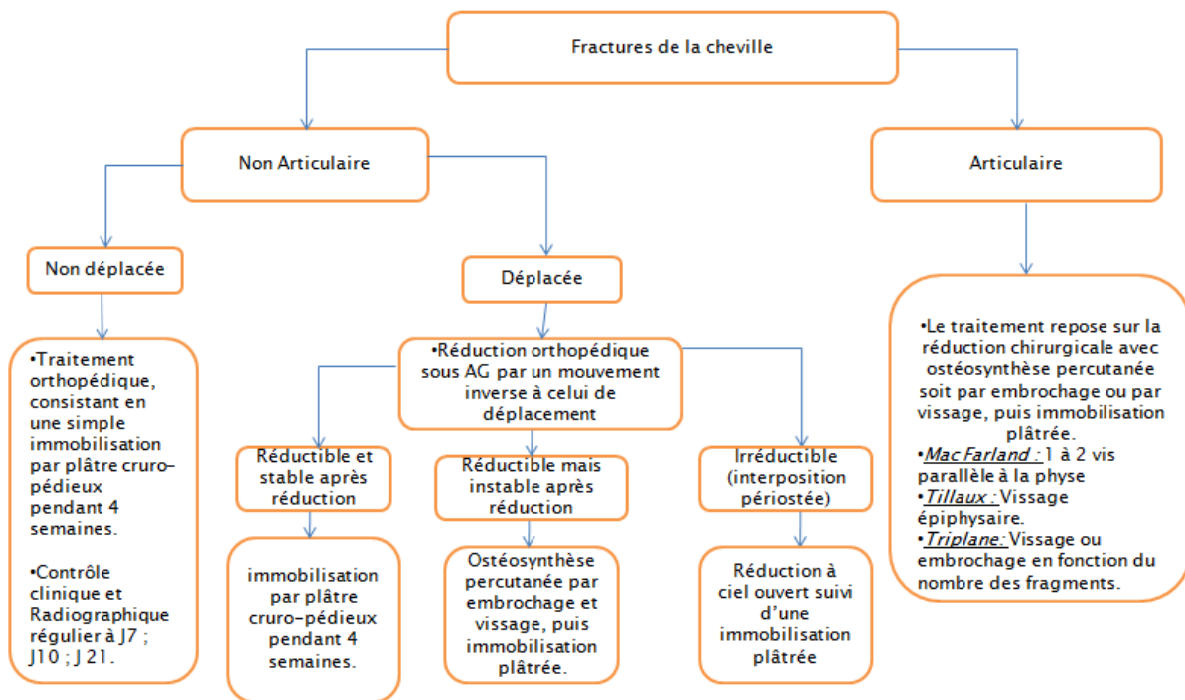 Fractures de la cheville
Non Articulaire
Articulaire
Non déplacée
Déplacée
•Traitement
orthopédique,
consistant en
une simple
immobilisation
par plâtre cruro-
pédieux
pendant 4
semaines.
•Contrôle
clinique et
Radiographique
régulier à J7 ;
J10 ; J 21.
•Réduction orthopédique
sous AG par un mouvement
inverse à celui de
déplacement
Réductible et
stable après
réduction
Réductible mais
instable après
réduction
Irréductible
(interposition
périostée)
immobilisation
par plâtre
cruro-pédieux
pendant 4
semaines.
Ostéosynthèse
percutanée par
embrochage et
vissage, puis
immobilisation
plâtrée.
Réduction à
ciel ouvert suivi
d'une
immobilisation
plâtrée
•Le traitement repose sur la
réduction chirurgicale avec
ostéosynthèse percutanée
soit par embrochage ou par
vissage, puis immobilisation
plâtrée.
•Mac Farland : 1 à 2 vis
parallèle à la physe
•Tillaux : Vissage
épiphysaire.
•Triplane: Vissage ou
embrochage en fonction du
nombre des fragments.